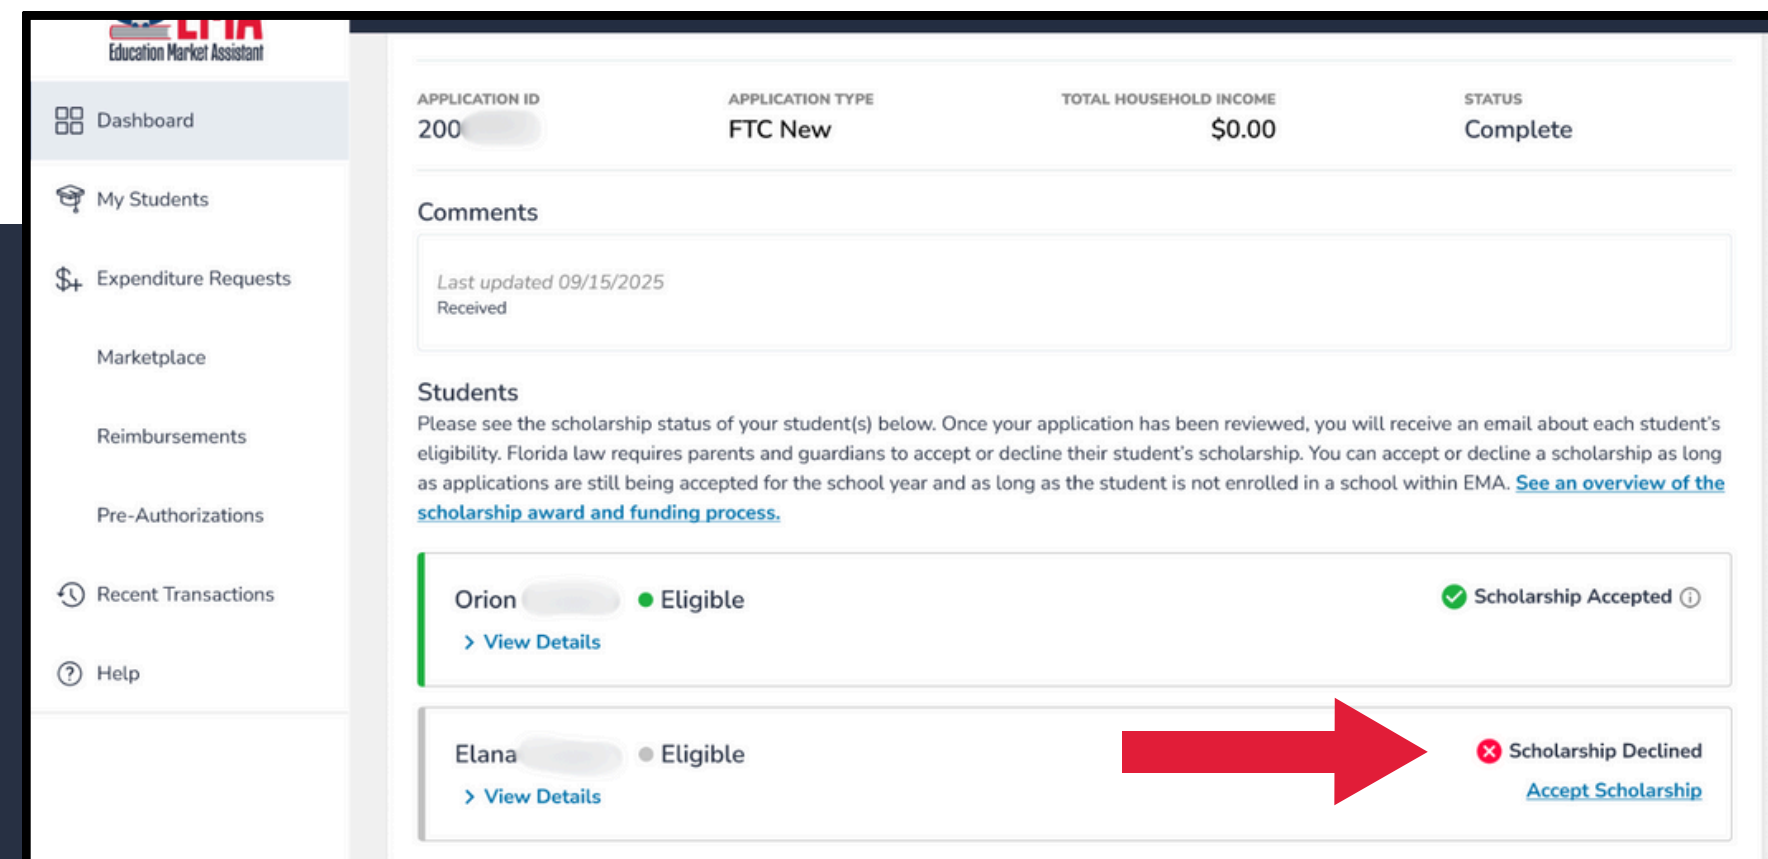 EMA
Education Market Assistant
Dashboard
My Students
Expenditure Requests
Marketplace
Reimbursements
Pre-Authorizations
Recent Transactions
Help
APPLICATION ID
200
APPLICATION TYPE
FTC New
TOTAL HOUSEHOLD INCOME
$0.00
STATUS
Complete
Comments
Last updated 09/15/2025
Received
Students
Please see the scholarship status of your student(s) below. Once your application has been reviewed, you will receive an email about each student's
eligibility. Florida law requires parents and guardians to accept or decline their student's scholarship. You can accept or decline a scholarship as long
as applications are still being accepted for the school year and as long as the student is not enrolled in a school within EMA. See an overview of the
scholarship award and funding process.
Orion Eligible
Scholarship Accepted
View Details
Elana Eligible
Scholarship Declined
View Details
Accept Scholarship